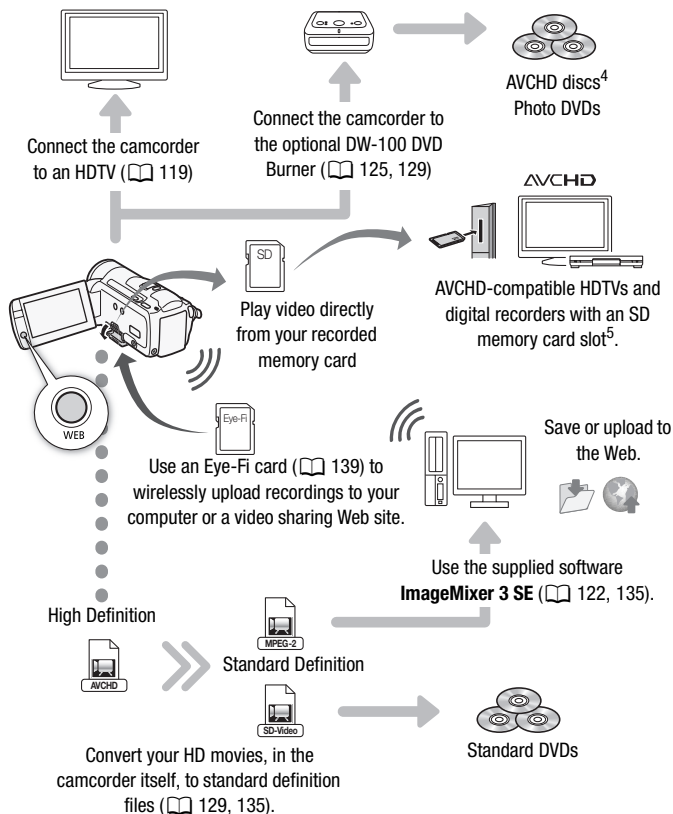 AVCHD discs4
Photo DVDs
Connect the camcorder
to an HDTV (119)
Connect the camcorder to
the optional DW-100 DVD
Burner (125, 129)
AVCHD
AVCHD-compatible HDTVs and
digital recorders with an SD
memory card slot5.
SD
Play video directly
from your recorded
memory card
WEB
Eye-Fi
Use an Eye-Fi card (139) to
wirelessly upload recordings to your
computer or a video sharing Web site.
Save or upload to
the Web.
Use the supplied software
ImageMixer 3 SE (122, 135).
High Definition
AVCHD
MPEG-2
Standard Definition
SD-Video
Standard DVDs
Convert your HD movies, in the
camcorder itself, to standard definition
files (129, 135).